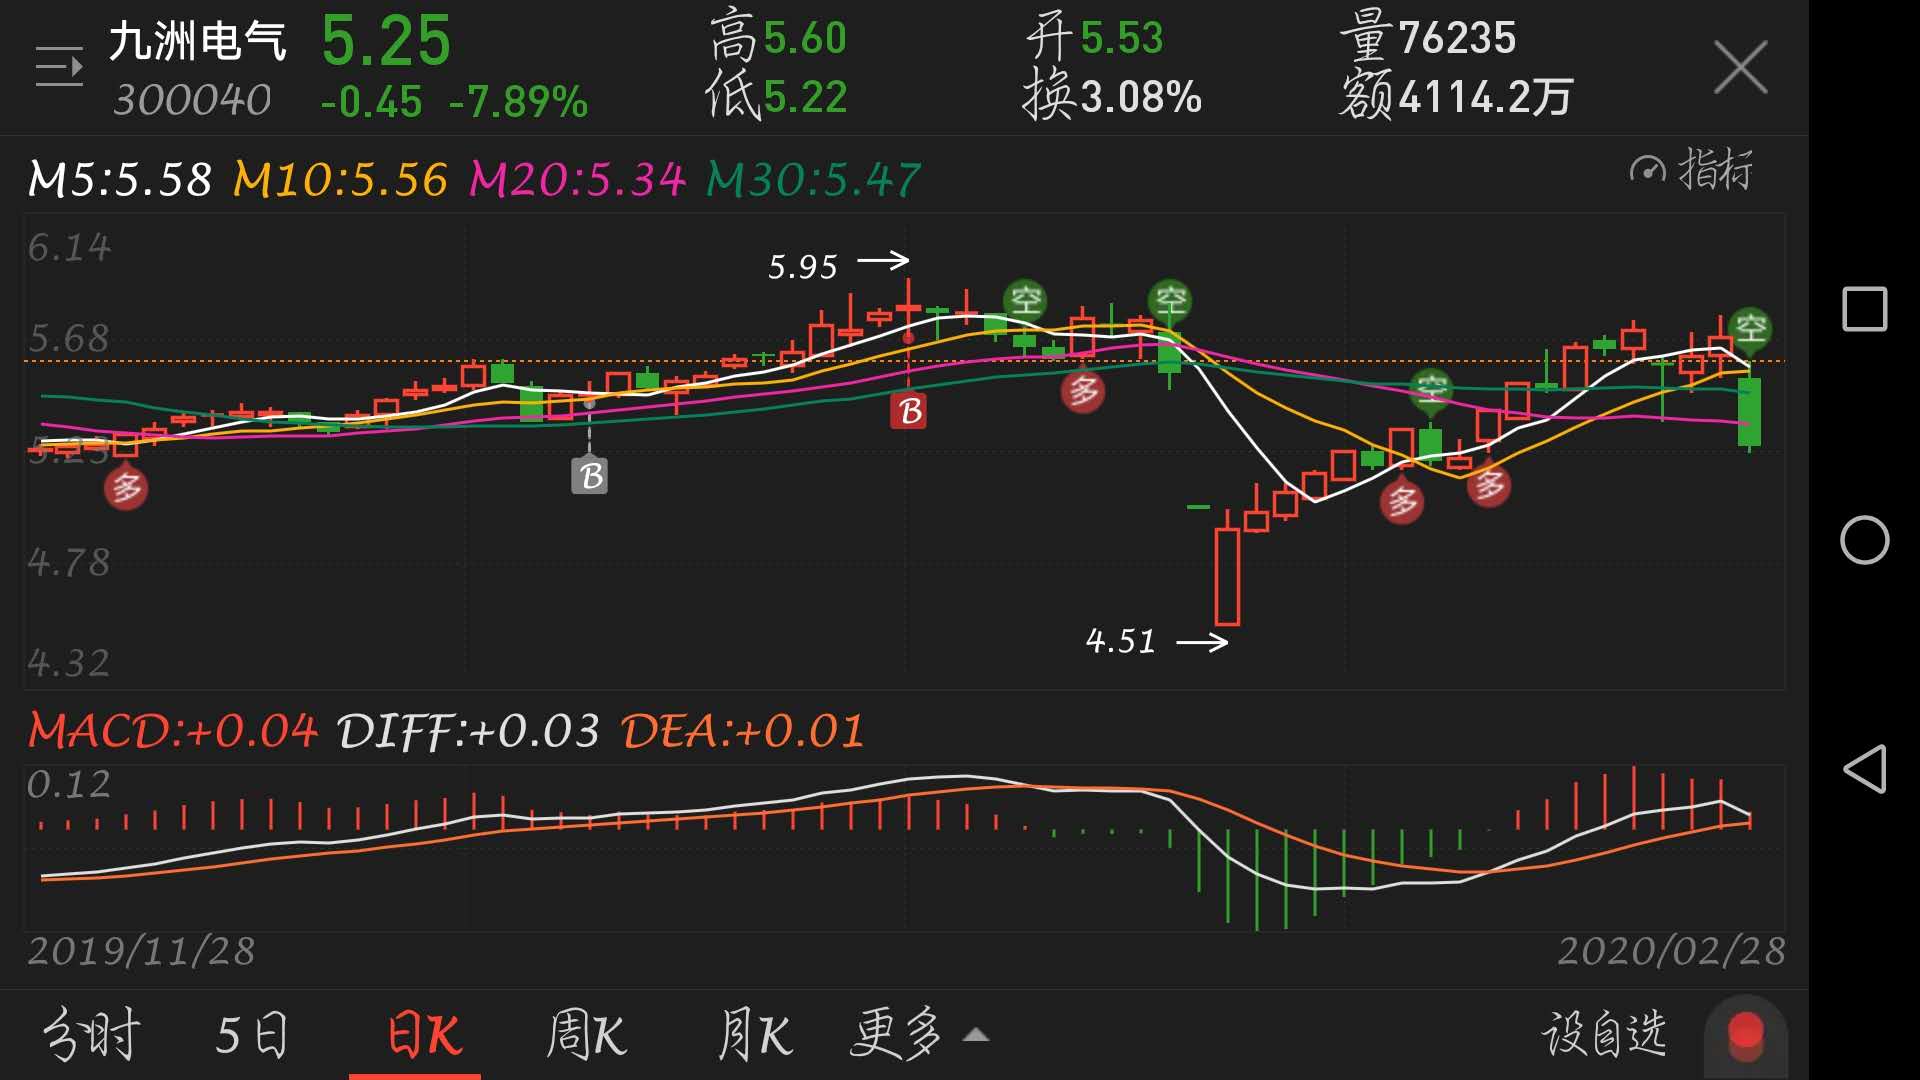 九洲电气 5.25 高5.60 开5.53 量76235
300040 -0.45 -7.89% 低5.22 换3.08% 额4114.2万
M5:5.58 M10:5.56 M20:5.34 M30:5.47 指标
6.14
5.95
空 空
空
5.68
多
空
B
5.23
B
多
多
多
4.78
4.51
4.32
MACD:+0.04 DIFF:+0.03 DEA:+0.01
0.12
2019/11/28 2020/02/28
分时 5日 日K 周K 月K 更多 设自选